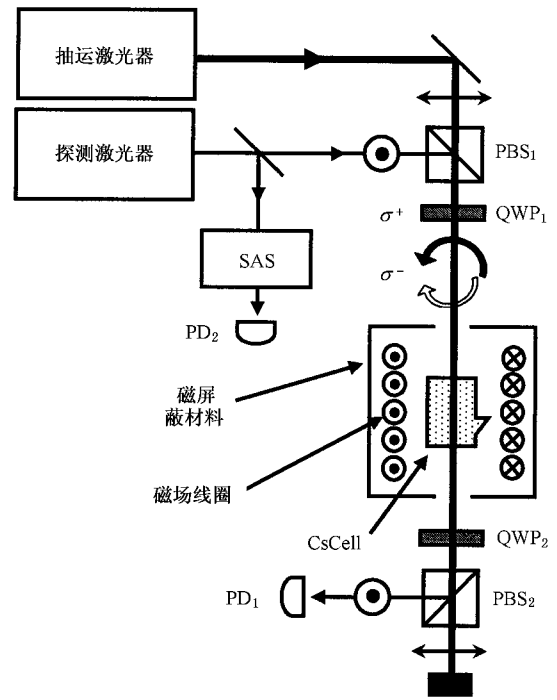 抽运激光器
探测激光器
PBS₁
σ⁺
QWP₁
SAS
σ⁻
PD₂
磁屏
蔽材料
磁场线圈
CsCell
QWP₂
PD₁
PBS₂